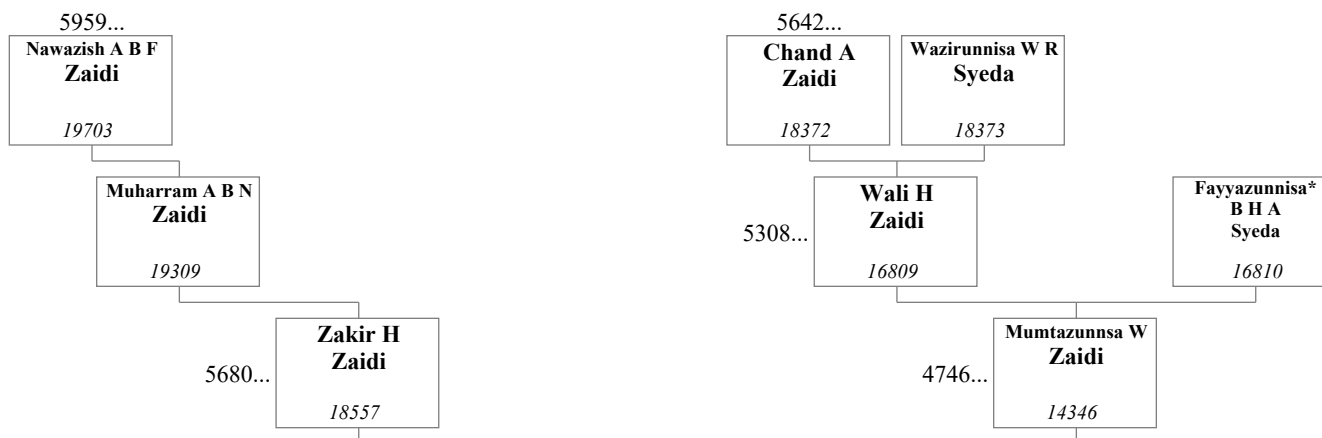 5959...
Nawazish A B F
Zaidi
19703
5642...
Chand A
Zaidi
18372
Wazirunnisa W R
Syeda
18373
Muharram A B N
Zaidi
19309
5308...
Wali H
Zaidi
16809
Fayyazunnisa*
B H A
Syeda
16810
5680...
Zakir H
Zaidi
18557
4746...
Mumtazunnsa W
Zaidi
14346